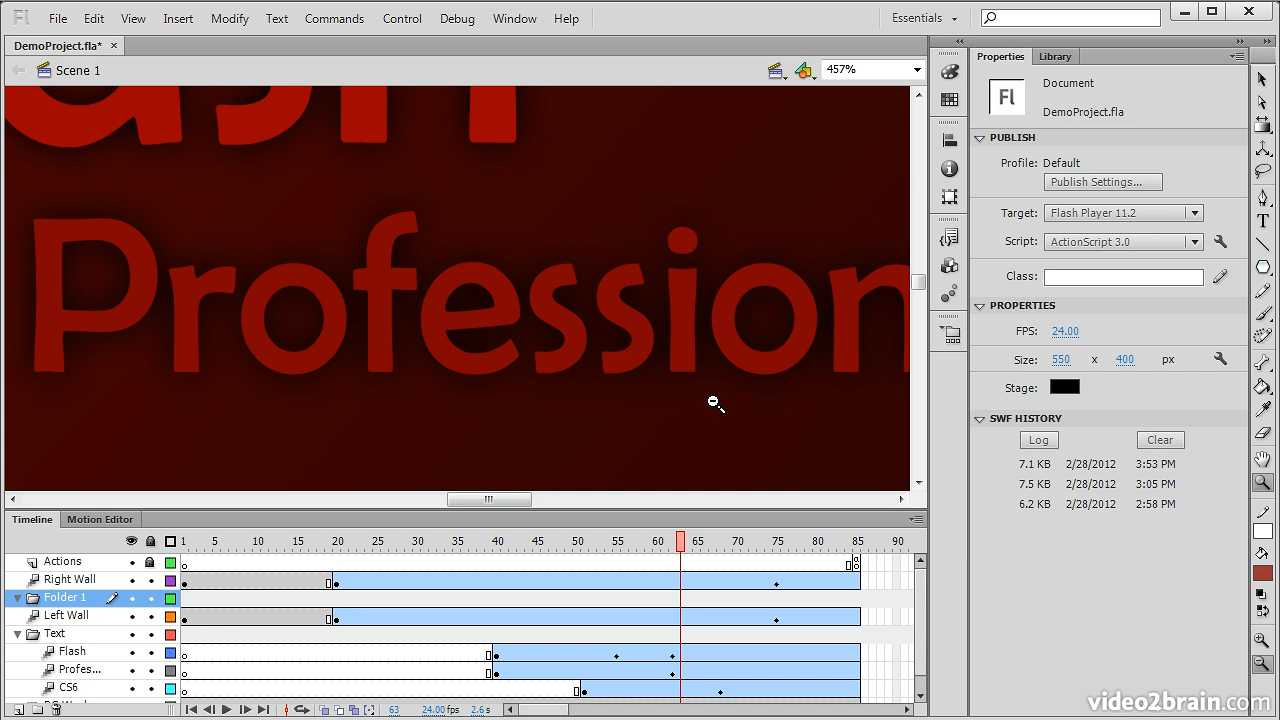 Fl File Edit View Insert Modify Text Commands Control Debug Window Help Essentials
DemoProject.fla*
Scene 1 457%
Professional
Properties Library
Document
Fl
DemoProject.fla
PUBLISH
Profile: Default
Publish Settings...
Target: Flash Player 11.2
Script: ActionScript 3.0
Class:
PROPERTIES
FPS: 24.00
Size: 550 x 400 px
Stage:
SWF HISTORY
Log Clear
7.1 KB 2/28/2012 3:53 PM
7.5 KB 2/28/2012 3:05 PM
6.2 KB 2/28/2012 2:58 PM
Timeline Motion Editor
1 5 10 15 20 25 30 35 40 45 50 55 60 65 70 75 80 85 90
Actions
Right Wall
Folder 1
Left Wall
Text
Flash
Profes...
CS6
63 24.00 fps 2.6 s
video2brain.com